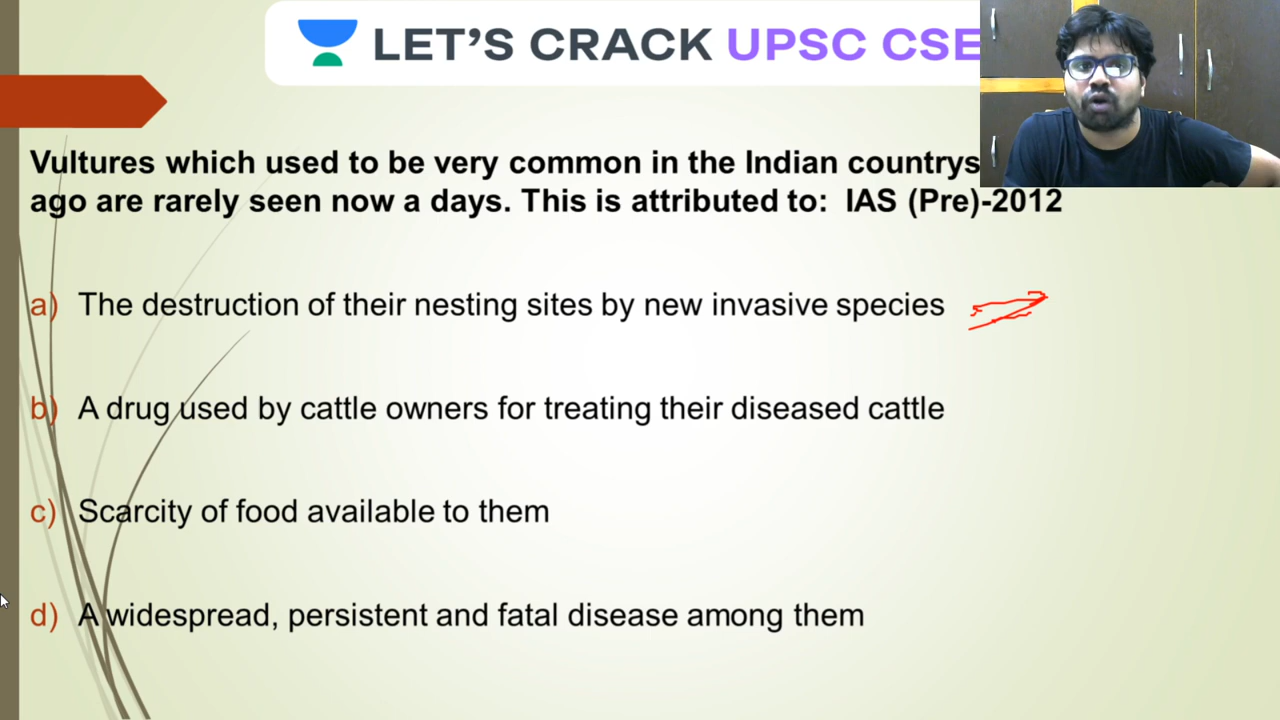 LET'S CRACK UPSC CSE
Vultures which used to be very common in the Indian
ago are rarely seen now a days. This is attributed to: IAS (Pre)-2012
a) The destruction of their nesting sites by new invasive species
b) A drug used by cattle owners for treating their diseased cattle
c) Scarcity of food available to them
d) A widespread, persistent and fatal disease among them